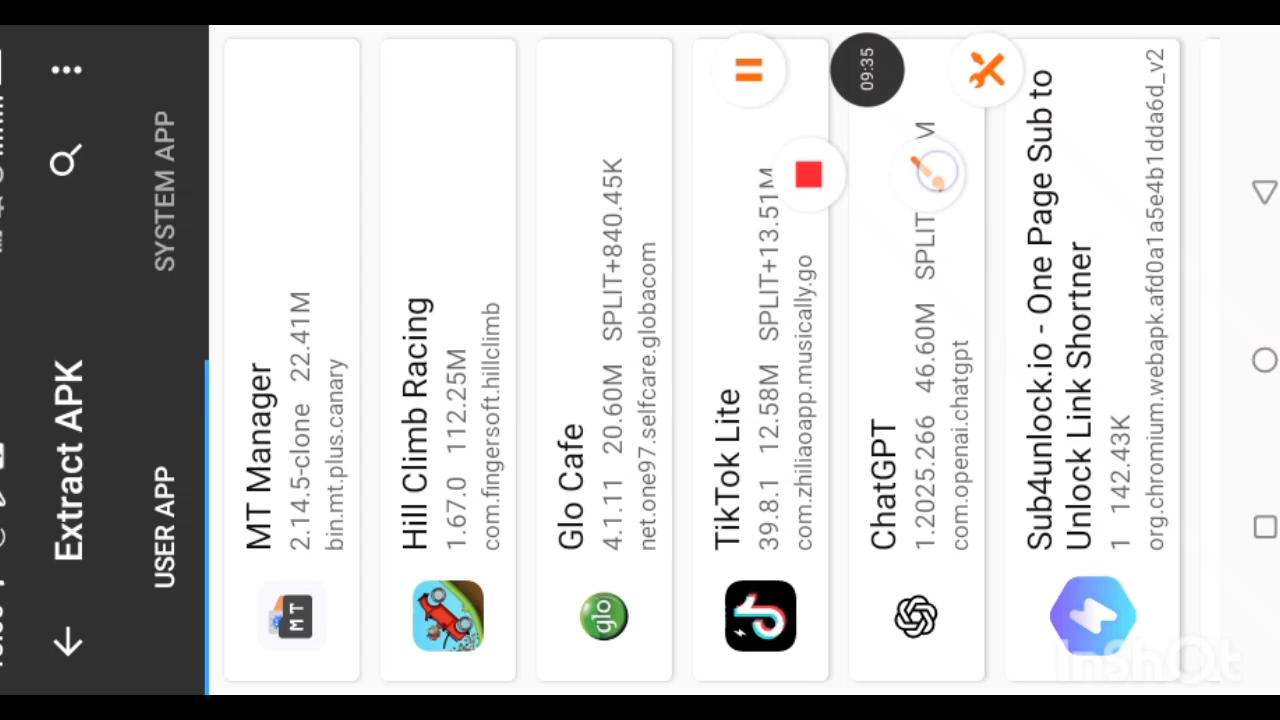 Extract APK
USER APP
SYSTEM APP
MT Manager
2.14.5-clone 22.41M
bin.mt.plus.canary
MT
Hill Climb Racing
1.67.0 112.25M
com.fingersoft.hillclimb
glo
Glo Cafe
4.1.11 20.60M SPLIT+840.45K
net.one97.selfcare.globacom
TikTok Lite
39.8.1 12.58M SPLIT+13.51M
com.zhiliaoapp.musically.go
09:35
ChatGPT
1.2025.266 46.60M SPLIT M
com.openai.chatgpt
Sub4unlock.io - One Page Sub to
Unlock Link Shortner
1 142.43K
org.chromium.webapk.afd0a1a5e4b1dda6d_v2
InShOt